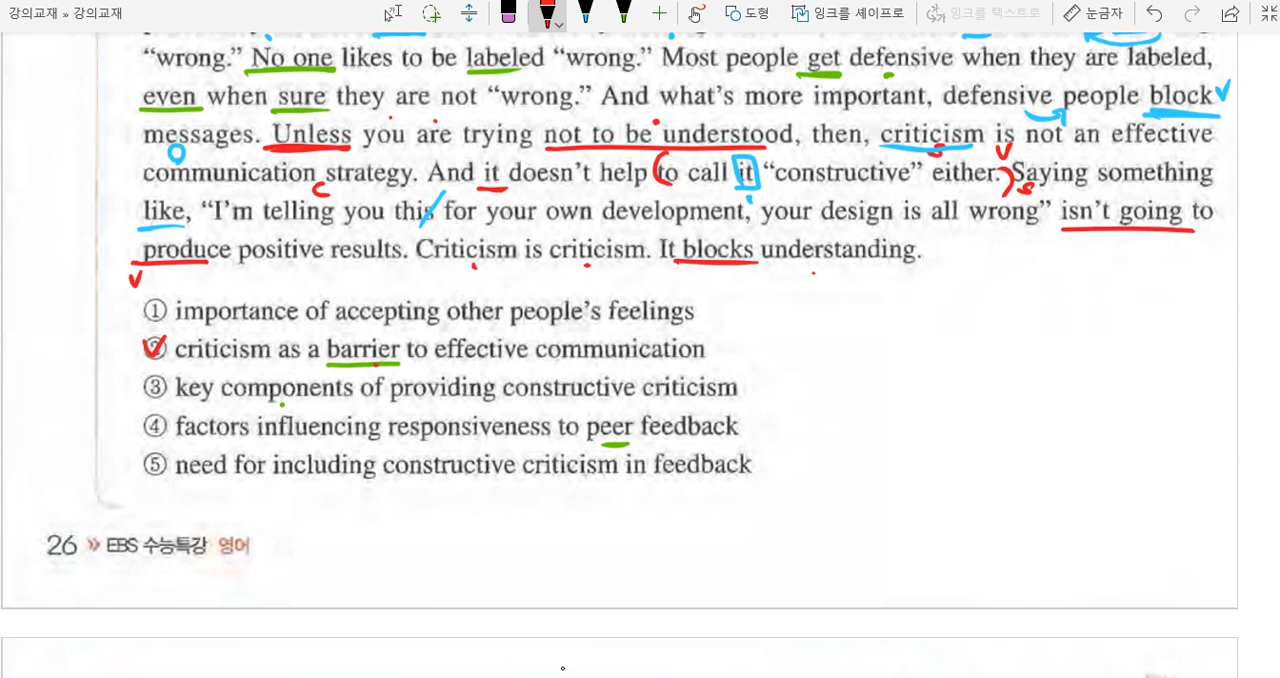 강의교재 » 강의교재
도형 잉크를 셰이프로 잉크를 텍스트로 눈금자
“wrong.” No one likes to be labeled “wrong.” Most people get defensive when they are labeled,
even when sure they are not “wrong.” And what’s more important, defensive people block
messages. Unless you are trying not to be understood, then, criticism is not an effective
communication strategy. And it doesn’t help to call it “constructive” either. Saying something
like, “I’m telling you this for your own development, your design is all wrong” isn’t going to
produce positive results. Criticism is criticism. It blocks understanding.
① importance of accepting other people’s feelings
② criticism as a barrier to effective communication
③ key components of providing constructive criticism
④ factors influencing responsiveness to peer feedback
⑤ need for including constructive criticism in feedback
26 » EBS 수능특강 영어